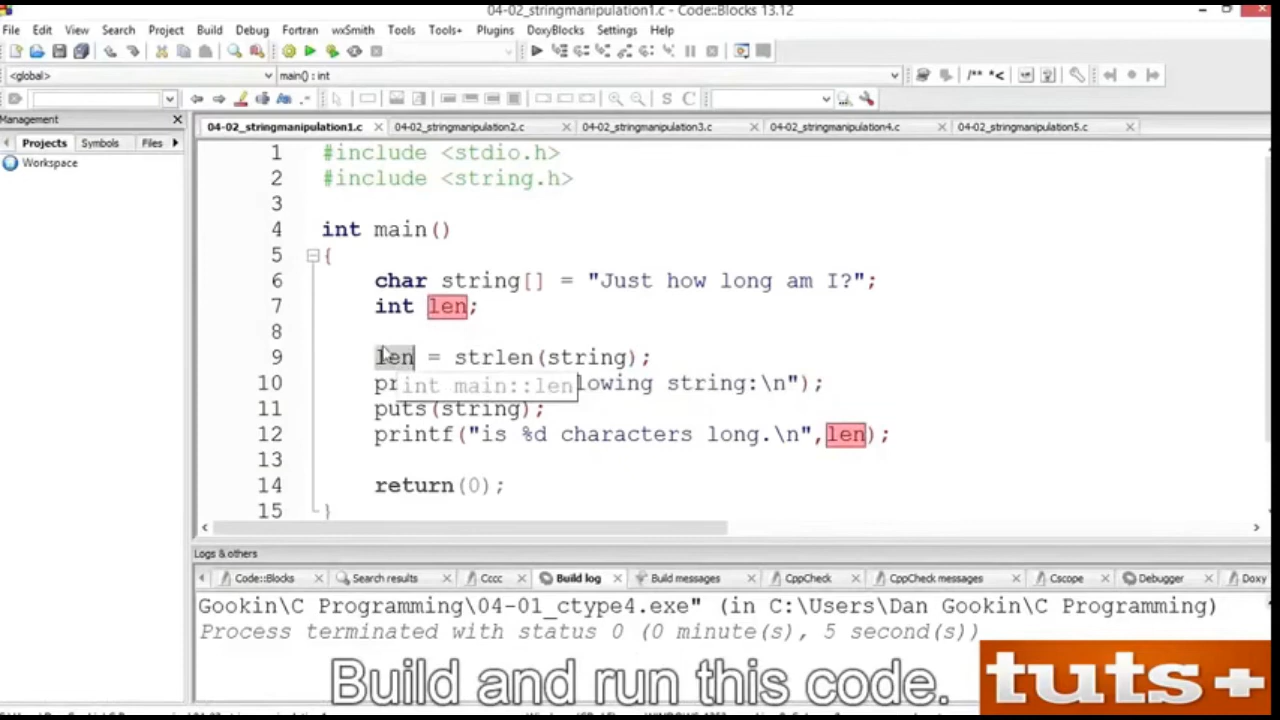 04-02_stringmanipulation1.c - Code::Blocks 13.12
File Edit View Search Project Build Debug Fortran wxSmith Tools Tools+ Plugins DoxyBlocks Settings Help
<global> main() : int
/** *<
S C
Management
04-02_stringmanipulation1.c 04-02_stringmanipulation2.c 04-02_stringmanipulation3.c 04-02_stringmanipulation4.c 04-02_stringmanipulation5.c
Projects Symbols Files
Workspace
1 #include <stdio.h>
2 #include <string.h>
3
4 int main()
5 {
6 char string[] = "Just how long am I?";
7 int len;
8
9 len = strlen(string);
10 pr lowing string:\n");
int main::len
11 puts(string);
12 printf("is %d characters long.\n",len);
13
14 return(0);
15 }
Logs & others
Code::Blocks Search results Cccc Build log Build messages CppCheck CppCheck messages Cscope Debugger Doxy
Gookin\C Programming\04-01_ctype4.exe" (in C:\Users\Dan Gookin\C Programming)
Process terminated with status 0 (0 minute(s), 5 second(s))
Build and run this code.
tuts+